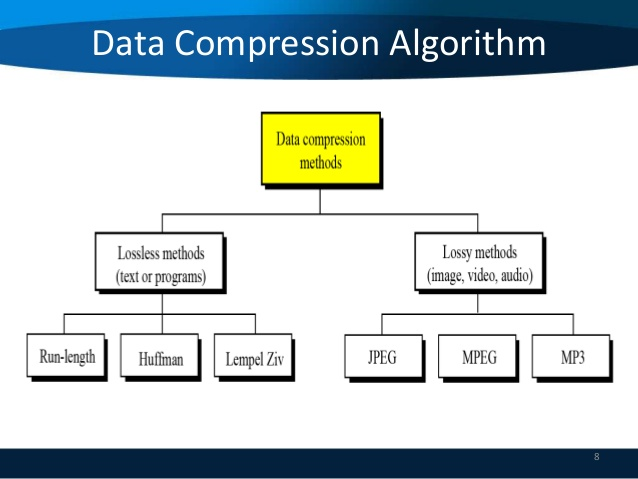 Data Compression Algorithm
Data compression
methods
Lossless methods
(text or programs)
Lossy methods
(image, video, audio)
Run-length
Huffman
Lempel Ziv
JPEG
MPEG
MP3
8